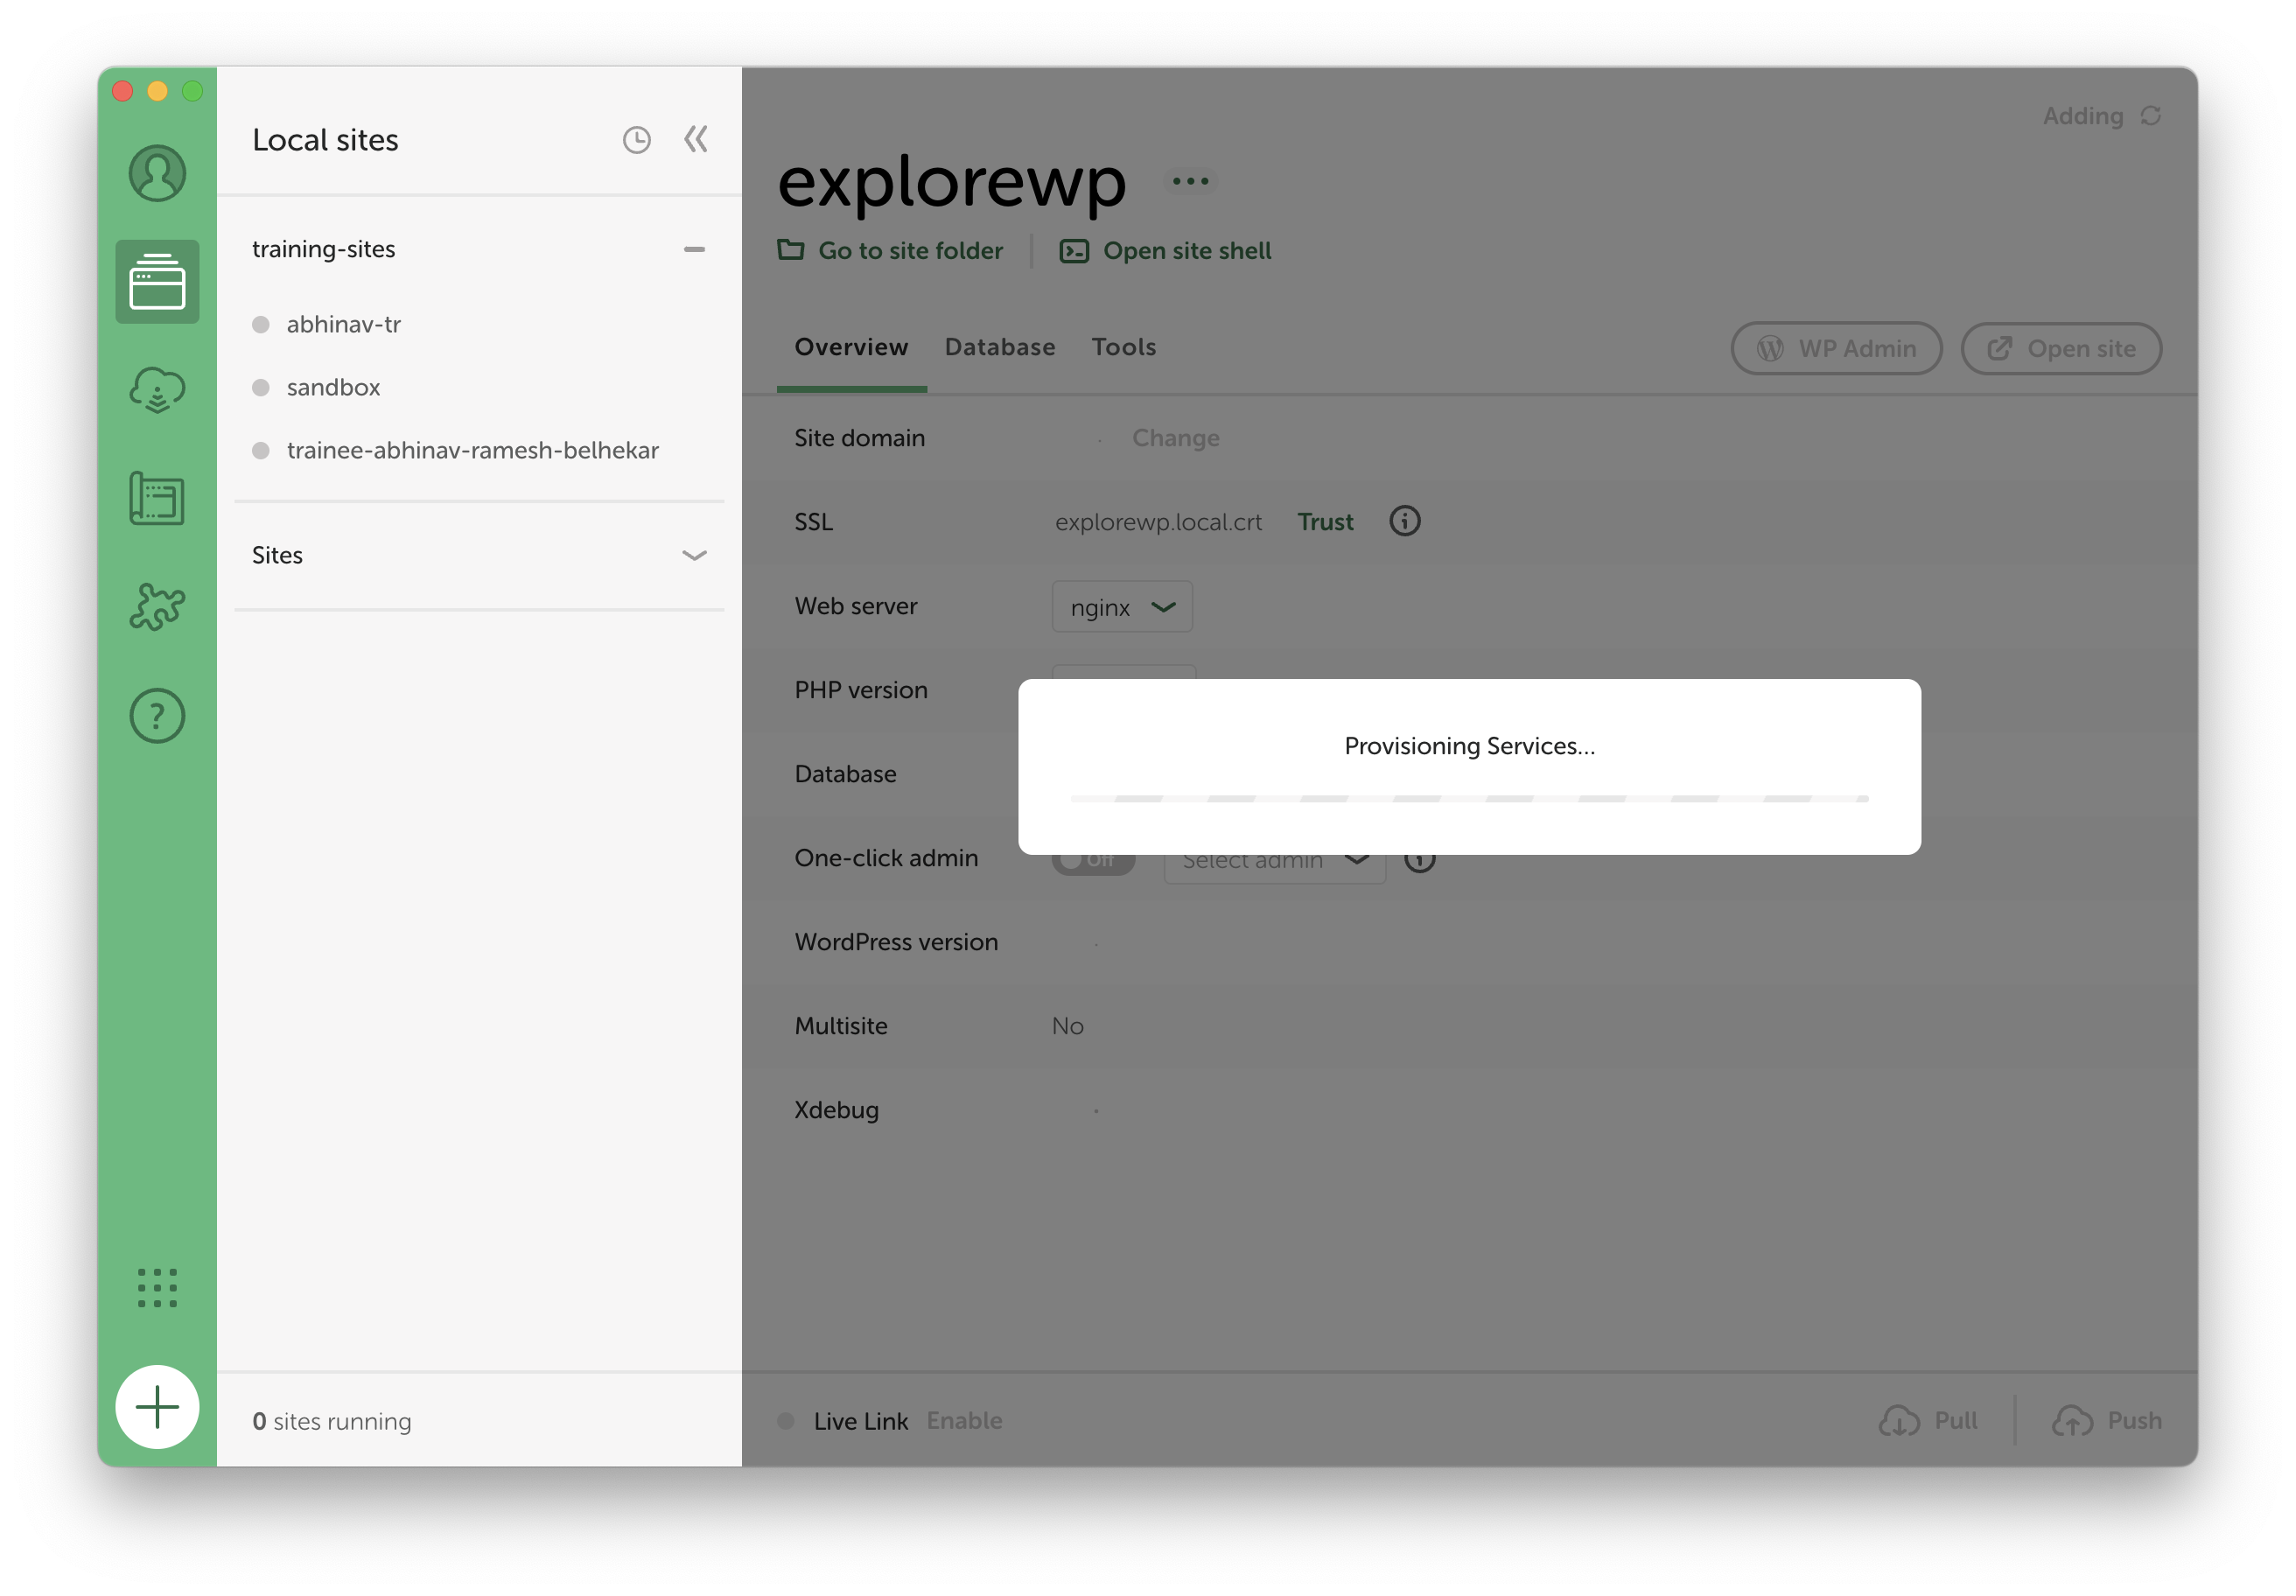 Local sites
training-sites
abhinav-tr
sandbox
trainee-abhinav-ramesh-belhekar
Sites
0 sites running
Adding
explorewp
Go to site folder
Open site shell
Overview Database Tools
WP Admin
Open site
Site domain Change
SSL explorewp.local.crt Trust
Web server nginx
PHP version
Provisioning Services...
Database
One-click admin Off Select admin
WordPress version
Multisite No
Xdebug
Live Link Enable
Pull
Push